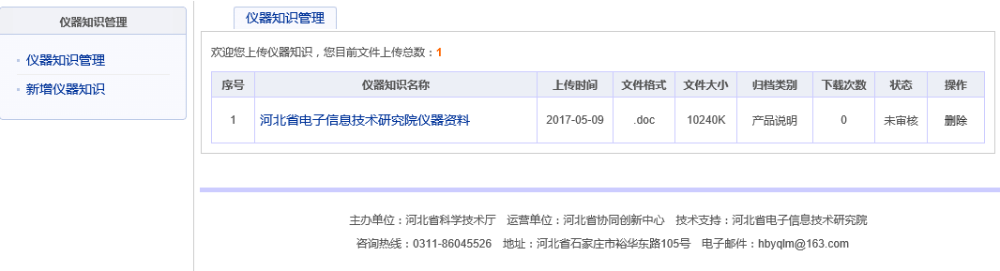 仪器知识管理
仪器知识管理
新增仪器知识
仪器知识管理
欢迎您上传仪器知识，您目前文件上传总数：1
序号 仪器知识名称 上传时间 文件格式 文件大小 归档类别 下载次数 状态 操作
1 河北省电子信息技术研究院仪器资料 2017-05-09 .doc 10240K 产品说明 0 未审核 删除
主办单位：河北省科学技术厅 运营单位：河北省协同创新中心 技术支持：河北省电子信息技术研究院
咨询热线：0311-86045526 地址：河北省石家庄市裕华东路105号 电子邮件：hbyqlm@163.com